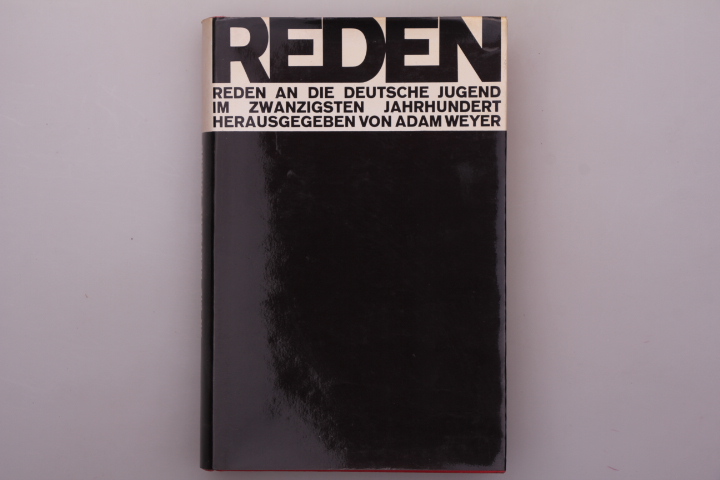 REDEN
REDEN AN DIE DEUTSCHE JUGEND
IM ZWANZIGSTEN JAHRHUNDERT
HERAUSGEGEBEN VON ADAM WEYER